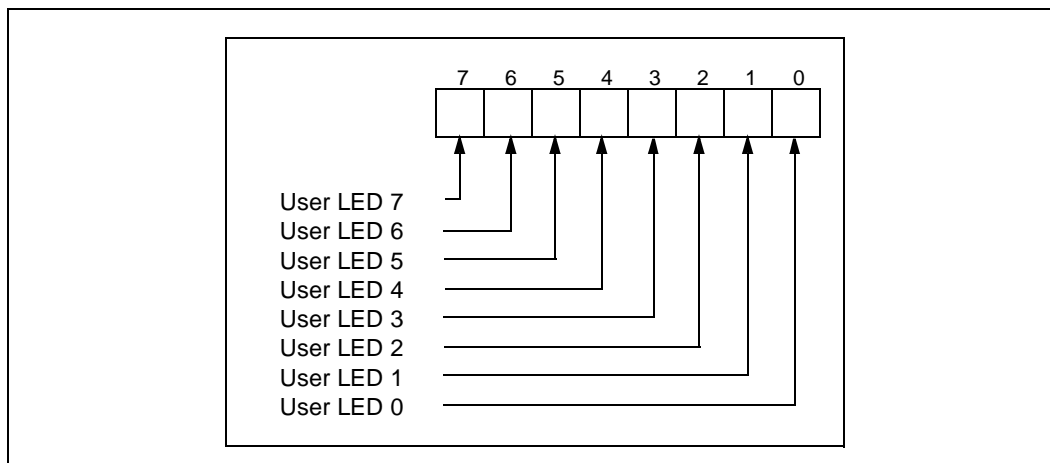 7 6 5 4 3 2 1 0
User LED 7
User LED 6
User LED 5
User LED 4
User LED 3
User LED 2
User LED 1
User LED 0